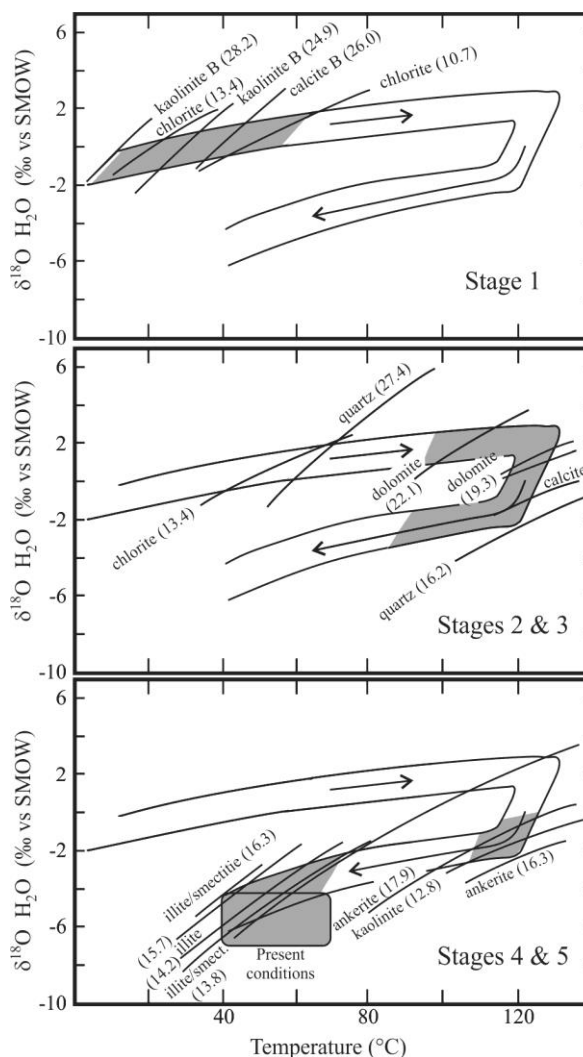 6
2
-2
-6
-10
δ¹⁸O H₂O (‰ vs SMOW)
kaolinite B (28.2)
chlorite (13.4)
kaolinite B (24.9)
calcite B (26.0)
chlorite (10.7)
Stage 1
6
2
-2
-6
-10
δ¹⁸O H₂O (‰ vs SMOW)
quartz (27.4)
chlorite (13.4)
dolomite
(22.1)
dolomite
(19.3)
calcite
quartz (16.2)
Stages 2 & 3
6
2
-2
-6
-10
δ¹⁸O H₂O (‰ vs SMOW)
illite/smectitie (16.3)
(15.7)
illite
(14.2)
illite/smect.
(13.8)
Present
conditions
ankerite (17.9)
kaolinite (12.8)
ankerite (16.3)
Stages 4 & 5
40
80
120
Temperature (°C)